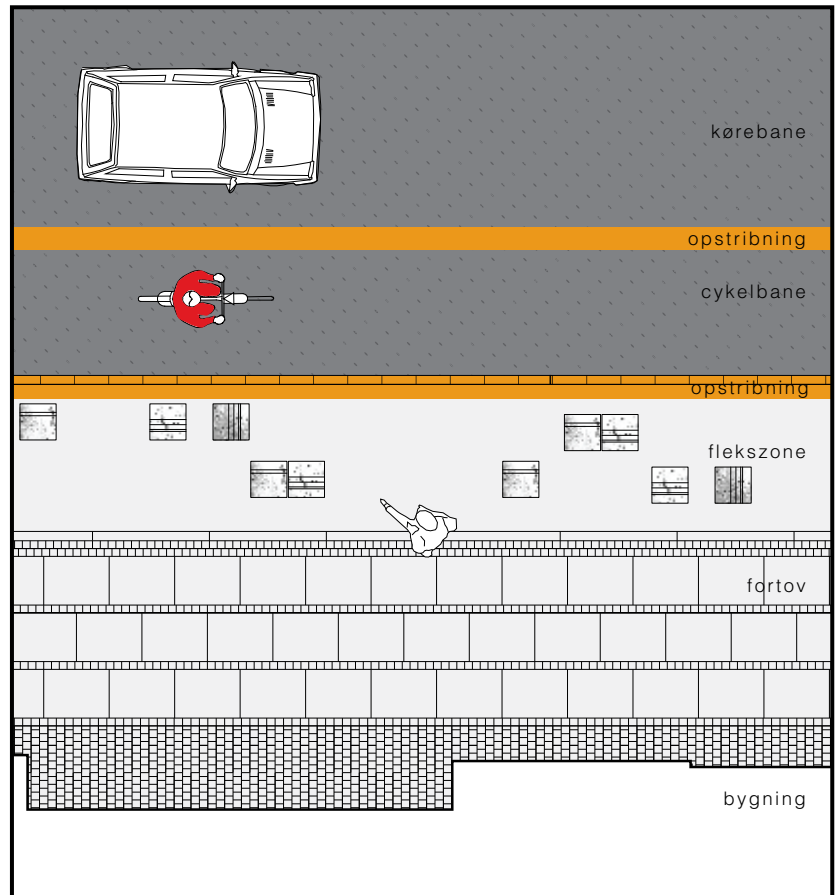 kørebane
opstribning
cykelbane
opstribning
flekszone
fortov
bygning